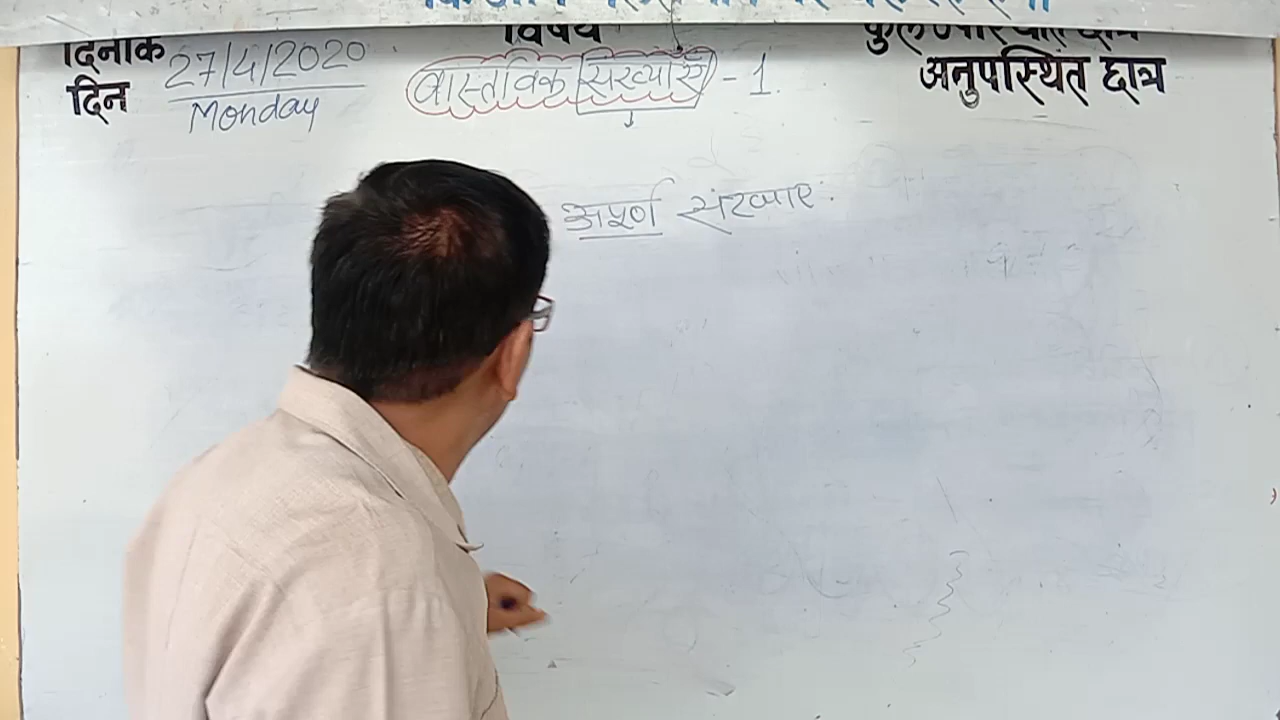 दिनाक 27/4/2020 विषय
दिन Monday वास्तविक संख्याएँ - 1. अनुपस्थित छात्र
अपूर्ण संख्याए: